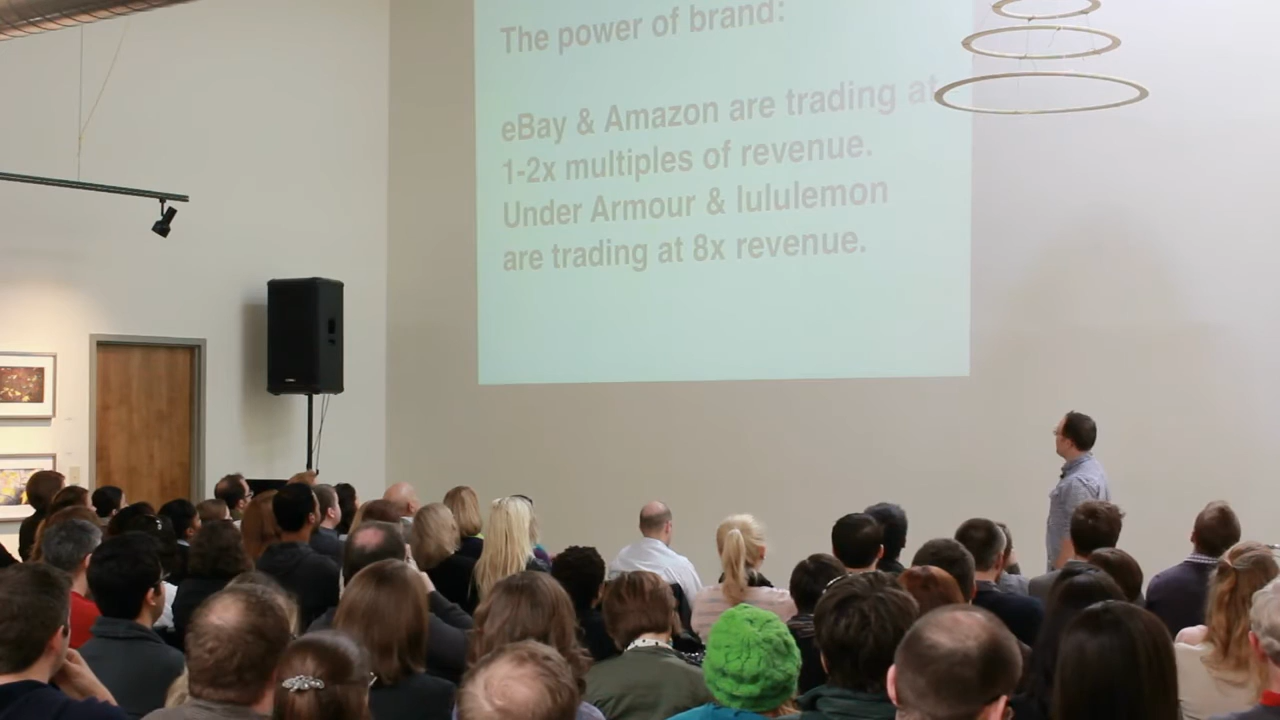 The power of brand:
eBay & Amazon are trading at
1-2x multiples of revenue.
Under Armour & lululemon
are trading at 8x revenue.